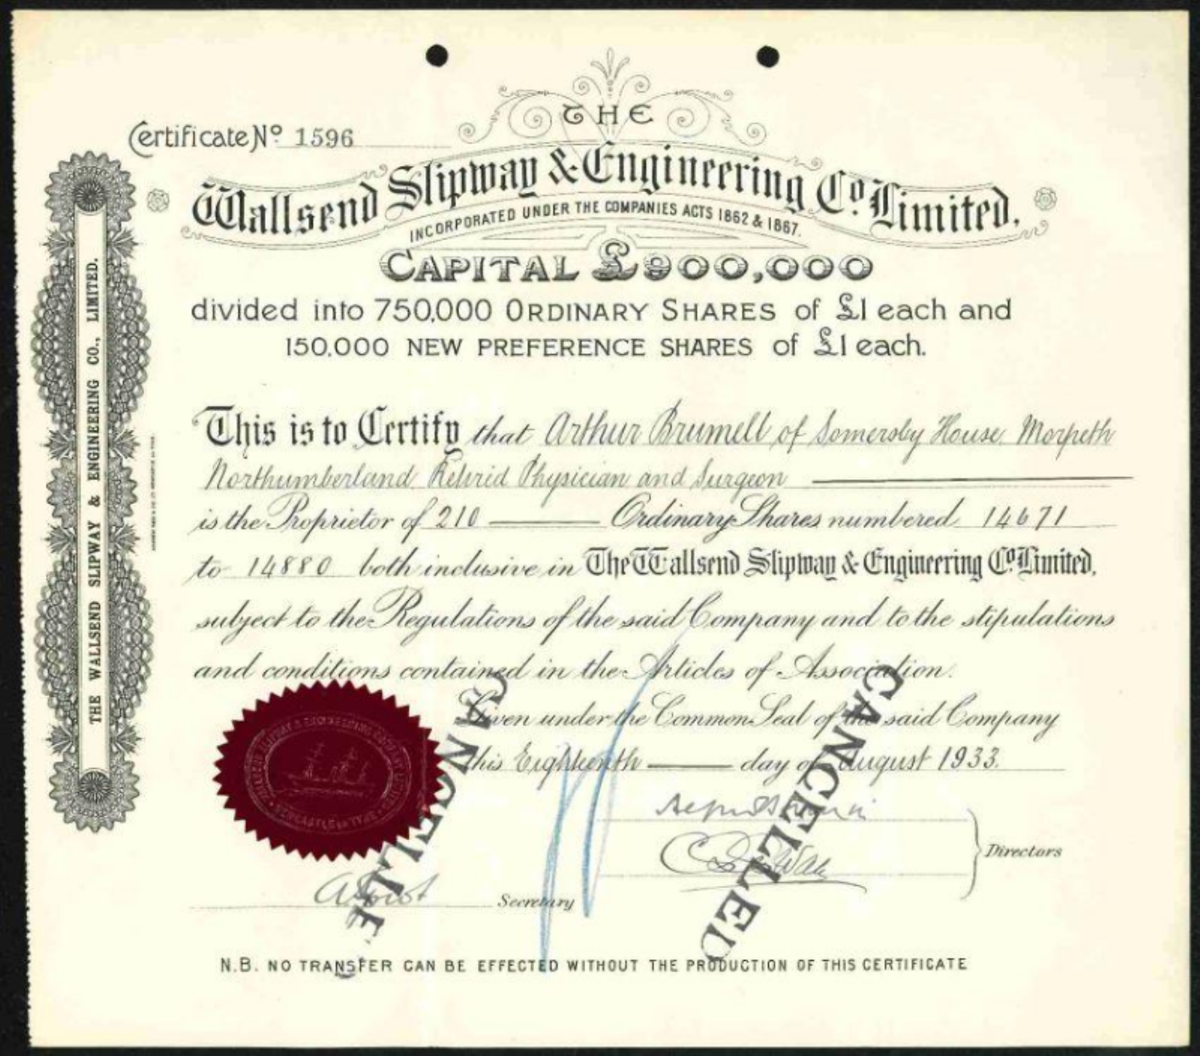 Certificate No. 1596
THE
Wallsend Slipway & Engineering Co. Limited.
INCORPORATED UNDER THE COMPANIES ACTS 1862 & 1867.
CAPITAL £900,000
divided into 750,000 ORDINARY SHARES of £1 each and
150,000 NEW PREFERENCE SHARES of £1 each.
This is to Certify that Arthur Brumell of Somersby House Morpeth
Northumberland Retired Physician and Surgeon
is the Proprietor of 210 Ordinary Shares numbered 14671
to 14880 both inclusive in The Wallsend Slipway & Engineering Co. Limited,
subject to the Regulations of the said Company and to the stipulations
and conditions contained in the Articles of Association.
Given under the Common Seal of the said Company
this Eighteenth day of August 1933.
Directors
Secretary
CANCELLED
CANCELLED
N.B. NO TRANSFER CAN BE EFFECTED WITHOUT THE PRODUCTION OF THIS CERTIFICATE
THE WALLSEND SLIPWAY & ENGINEERING CO., LIMITED.